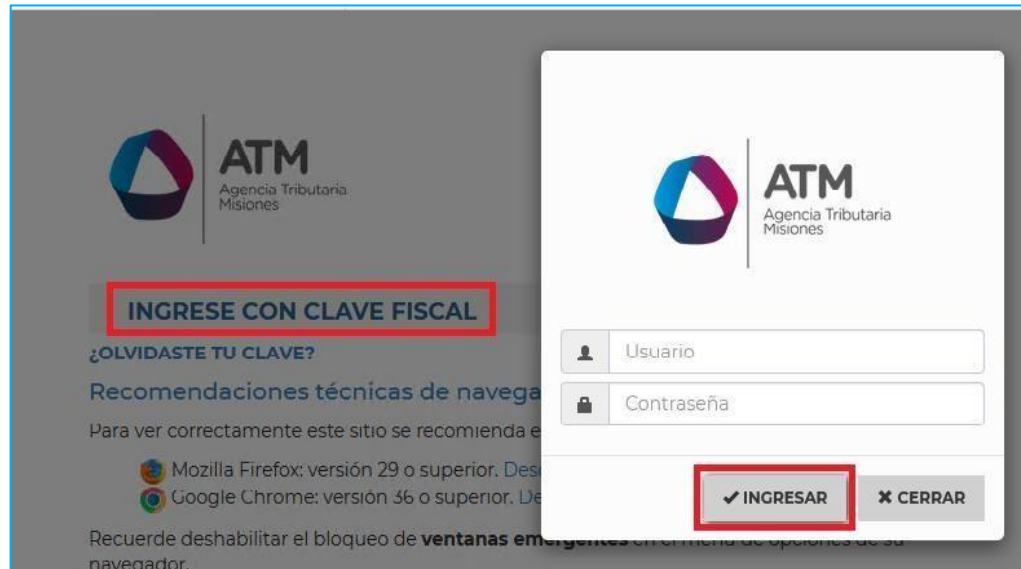 ATM
Agencia Tributaria
Misiones
INGRESE CON CLAVE FISCAL
¿OLVIDASTE TU CLAVE?
Recomendaciones técnicas de navega
Para ver correctamente este sitio se recomienda e
Mozilla Firefox: versión 29 o superior. Des
Google Chrome: versión 36 o superior. De
Recuerde deshabilitar el bloqueo de ventanas emergentes en el menú de opciones de su
navegador.
ATM
Agencia Tributaria
Misiones
Usuario
Contraseña
INGRESAR
CERRAR